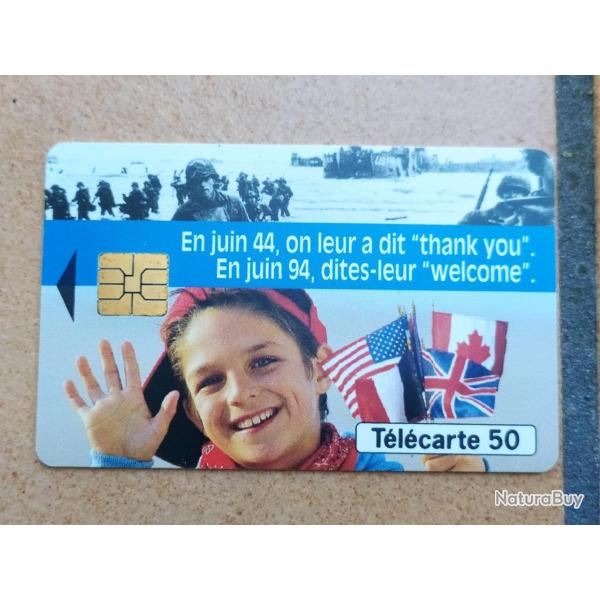 En juin 44, on leur a dit "thank you".
En juin 94, dites-leur "welcome".
Télécarte 50
NaturaBuy